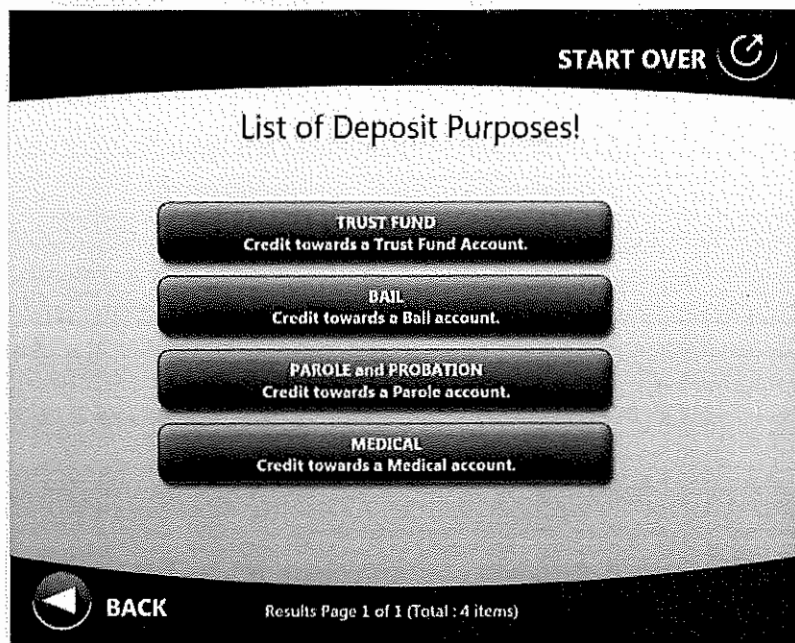 START OVER
List of Deposit Purposes!
TRUST FUND
Credit towards a Trust Fund Account.
BAIL
Credit towards a Bail account.
PAROLE and PROBATION
Credit towards a Parole account.
MEDICAL
Credit towards a Medical account.
BACK
Results Page 1 of 1 (Total : 4 items)